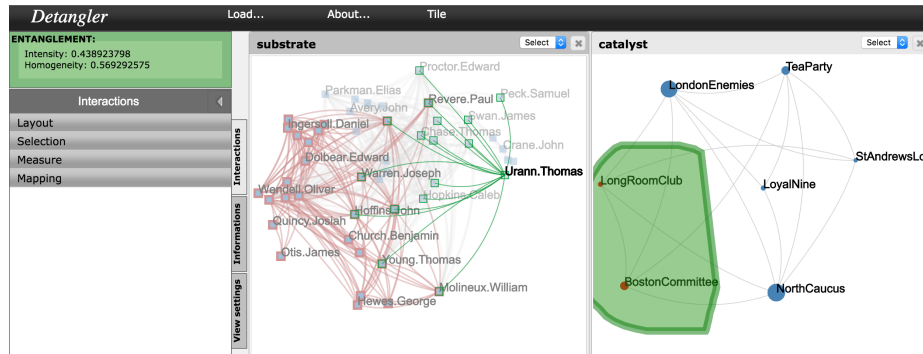 Detangler
Load...
About...
Tile
ENTANGLEMENT:
Intensity: 0.438923798
Homogeneity: 0.569292575
Interactions
Layout
Selection
Measure
Mapping
Interactions
Informations
View settings
substrate
Select
Proctor.Edward
Parkman.Elias
Peck.Samuel
Revere.Paul
Avery.John
Swan.James
Ingersoll.Daniel
Chase.Thomas
Crane.John
Dolbear.Edward
Urann.Thomas
Warren.Joseph
Wendell.Oliver
Hopkins.Caleb
Hoffins.John
Quincy.Josiah
Church.Benjamin
Otis.James
Young.Thomas
Molineux.William
Hewes.George
catalyst
Select
TeaParty
LondonEnemies
StAndrewsLo
LongRoomClub
LoyalNine
BostonCommittee
NorthCaucus